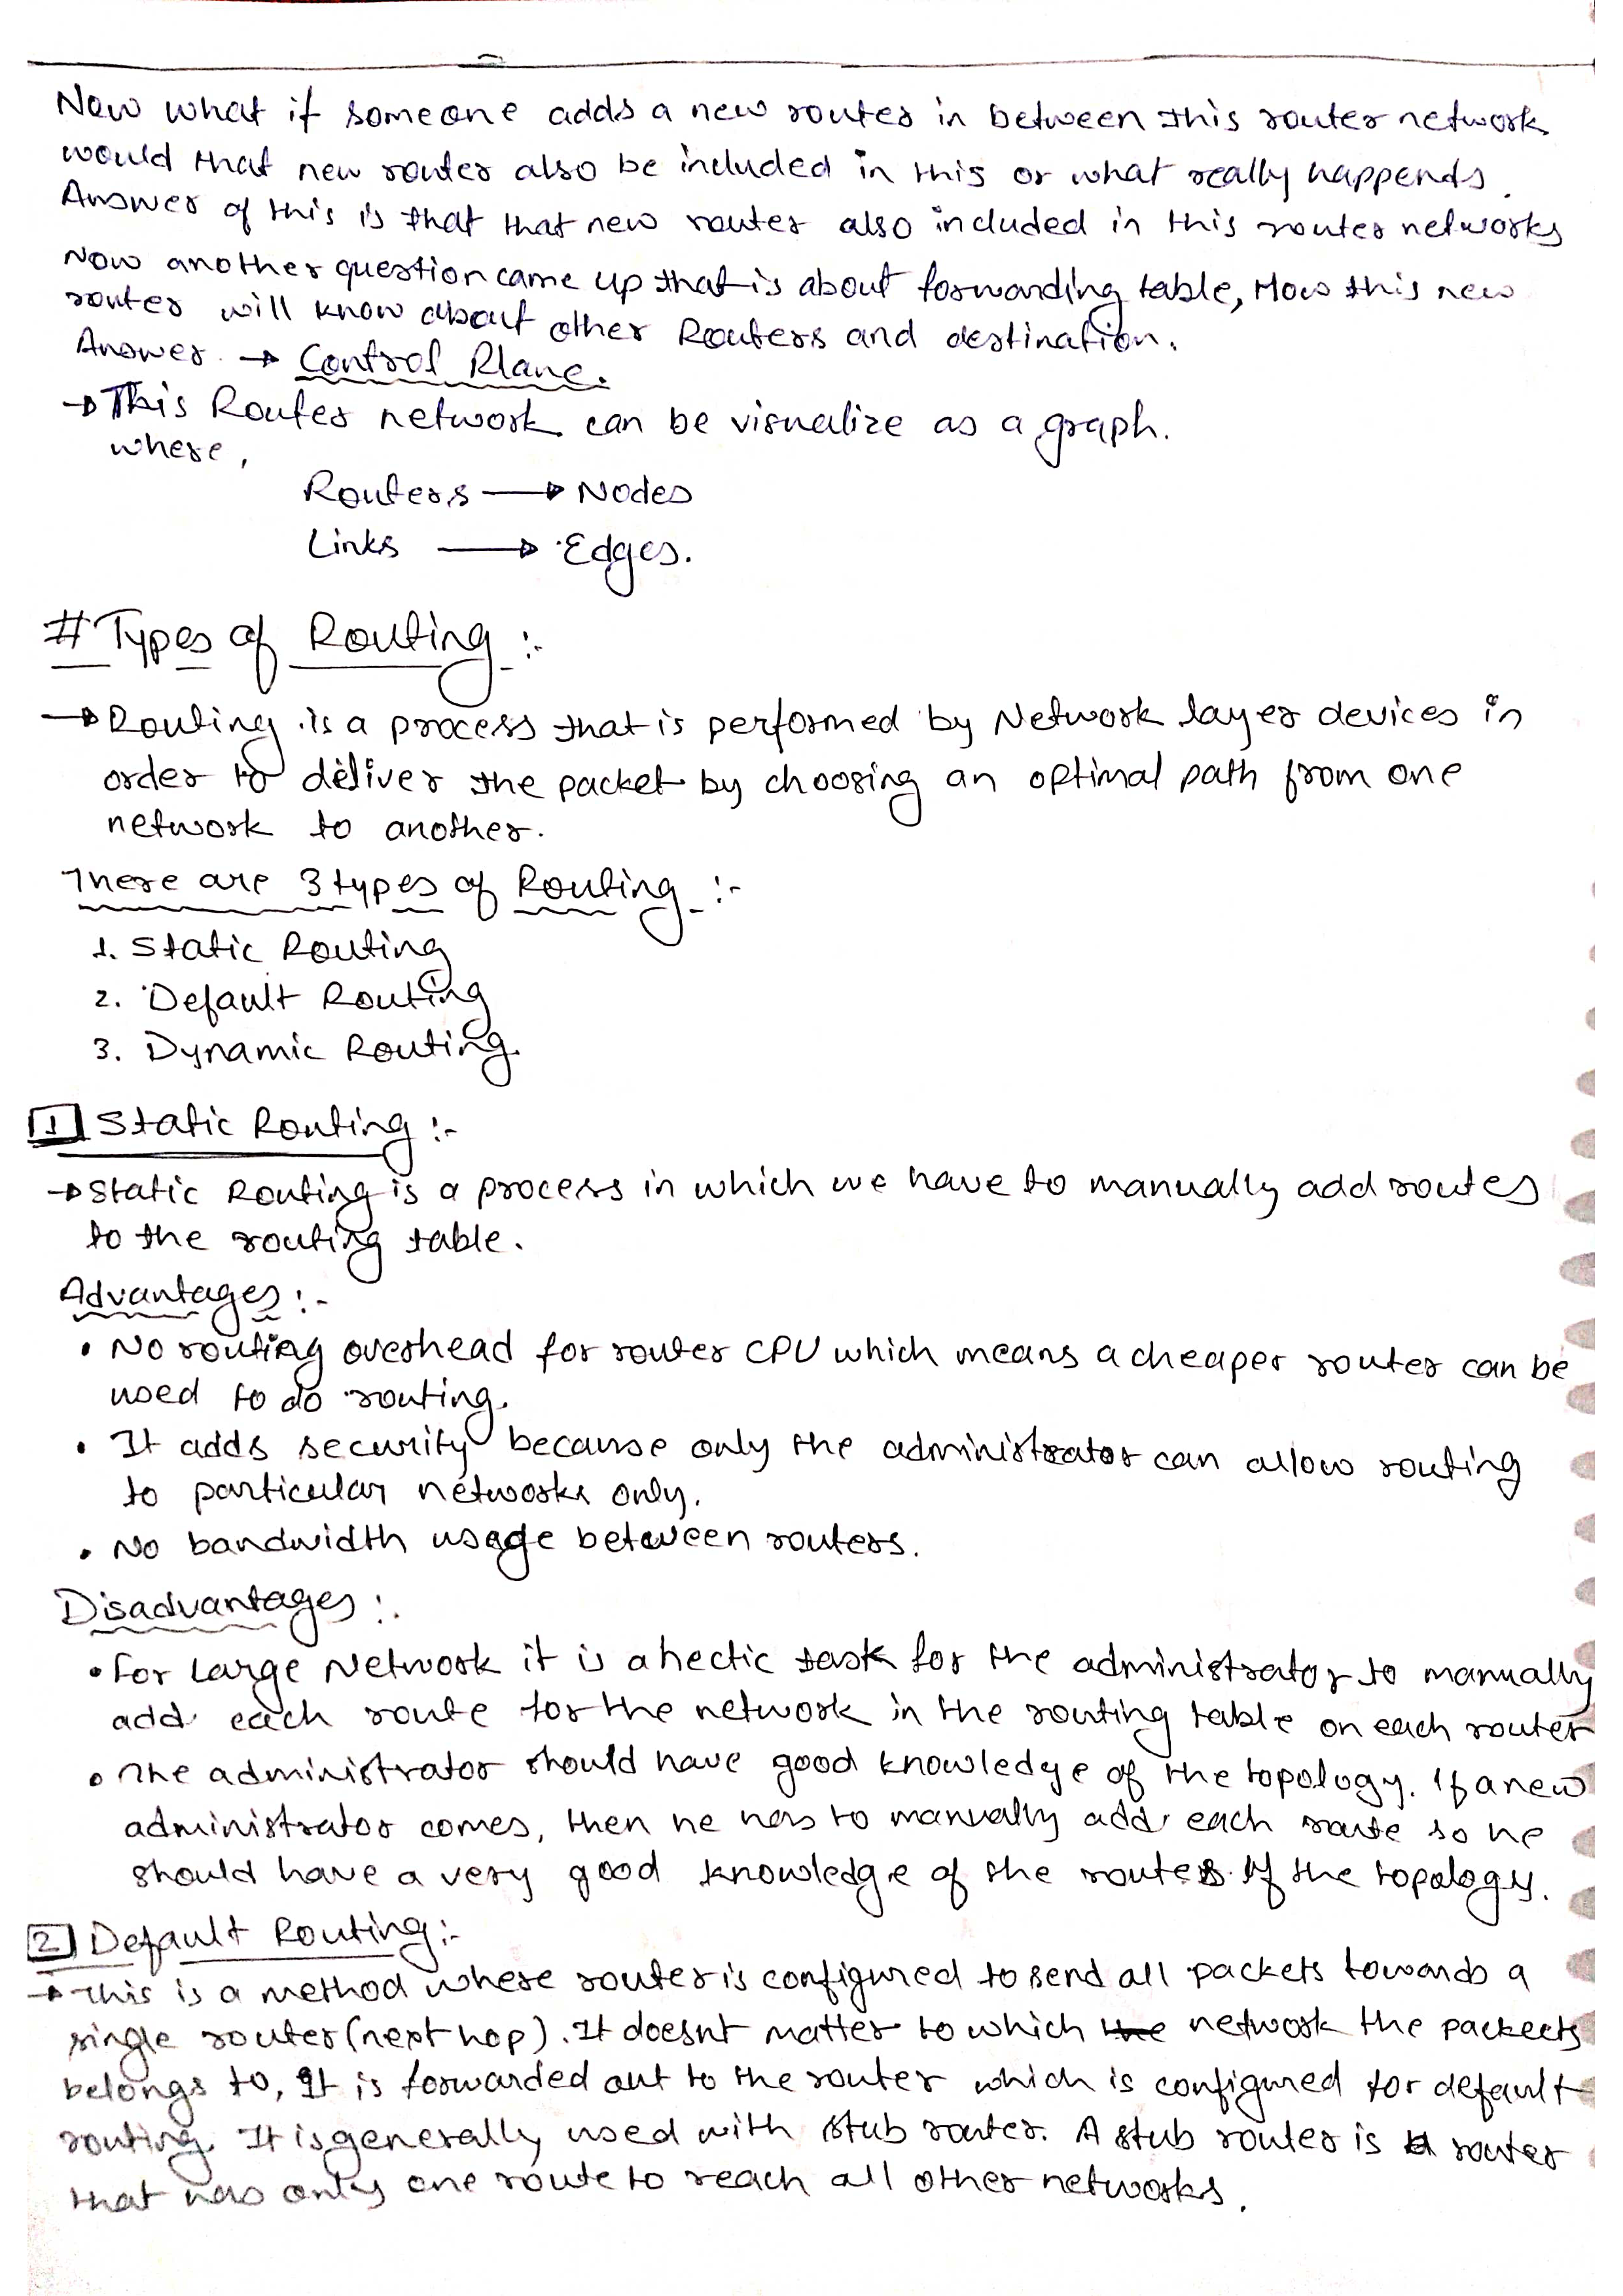 Now what if someone adds a new router in between this router network
would that new router also be included in this or what really happends.
Answer of this is that that new router also included in this router networks
Now another question came up that is about forwarding table, How this new
router will know about other Routers and destination.
Answer → Control Plane.
→ This Router network can be visualize as a graph.
where,
Routers → Nodes
Links → Edges.
# Types of Routing :-
→ Routing is a process that is performed by Network layer devices in
order to deliver the packet by choosing an optimal path from one
network to another.
There are 3 types of Routing :-
1. Static Routing
2. Default Routing
3. Dynamic Routing.
1 Static Routing :-
→ Static Routing is a process in which we have to manually add routes
to the routing table.
Advantages :-
• No routing overhead for router CPU which means a cheaper router can be
used to do routing.
• It adds security because only the administrator can allow routing
to particular networks only.
• No bandwidth usage between routers.
Disadvantages :-
• For Large Network it is a hectic task for the administrator to manually
add each route for the network in the routing table on each router
• The administrator should have good knowledge of the topology. If a new
administrator comes, then he has to manually add each route so he
should have a very good knowledge of the routes of the topology.
2 Default Routing :-
→ This is a method where router is configured to send all packets towards a
single router (next hop). It doesnt matter to which the network the packets
belongs to, It is forwarded out to the router which is configured for default
routing. It is generally used with stub router. A stub router is a router
that has only one route to reach all other networks.